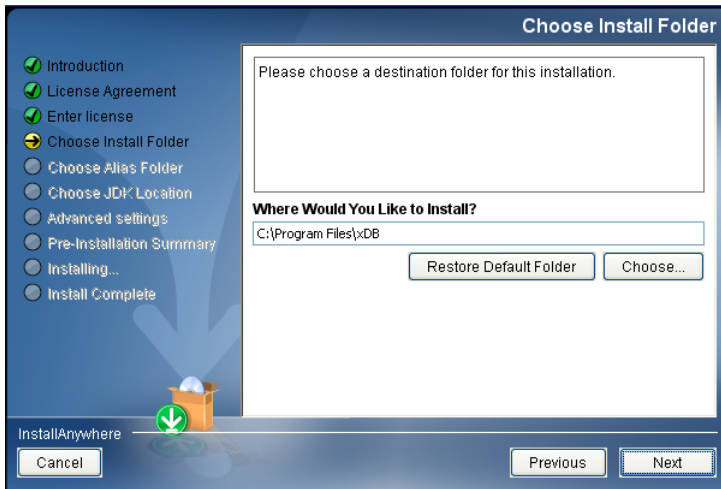 Choose Install Folder
Introduction
License Agreement
Enter license
Choose Install Folder
Choose Alias Folder
Choose JDK Location
Advanced settings
Pre-Installation Summary
Installing...
Install Complete
Please choose a destination folder for this installation.
Where Would You Like to Install?
C:\Program Files\xDB
Restore Default Folder
Choose...
InstallAnywhere
Cancel
Previous
Next